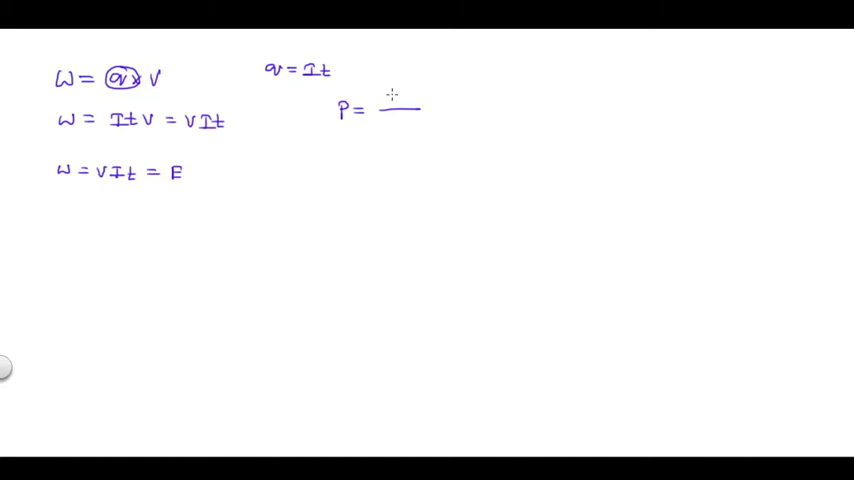 W = q × V
q = It
W = ItV = VIt
P =
W = VIt = E